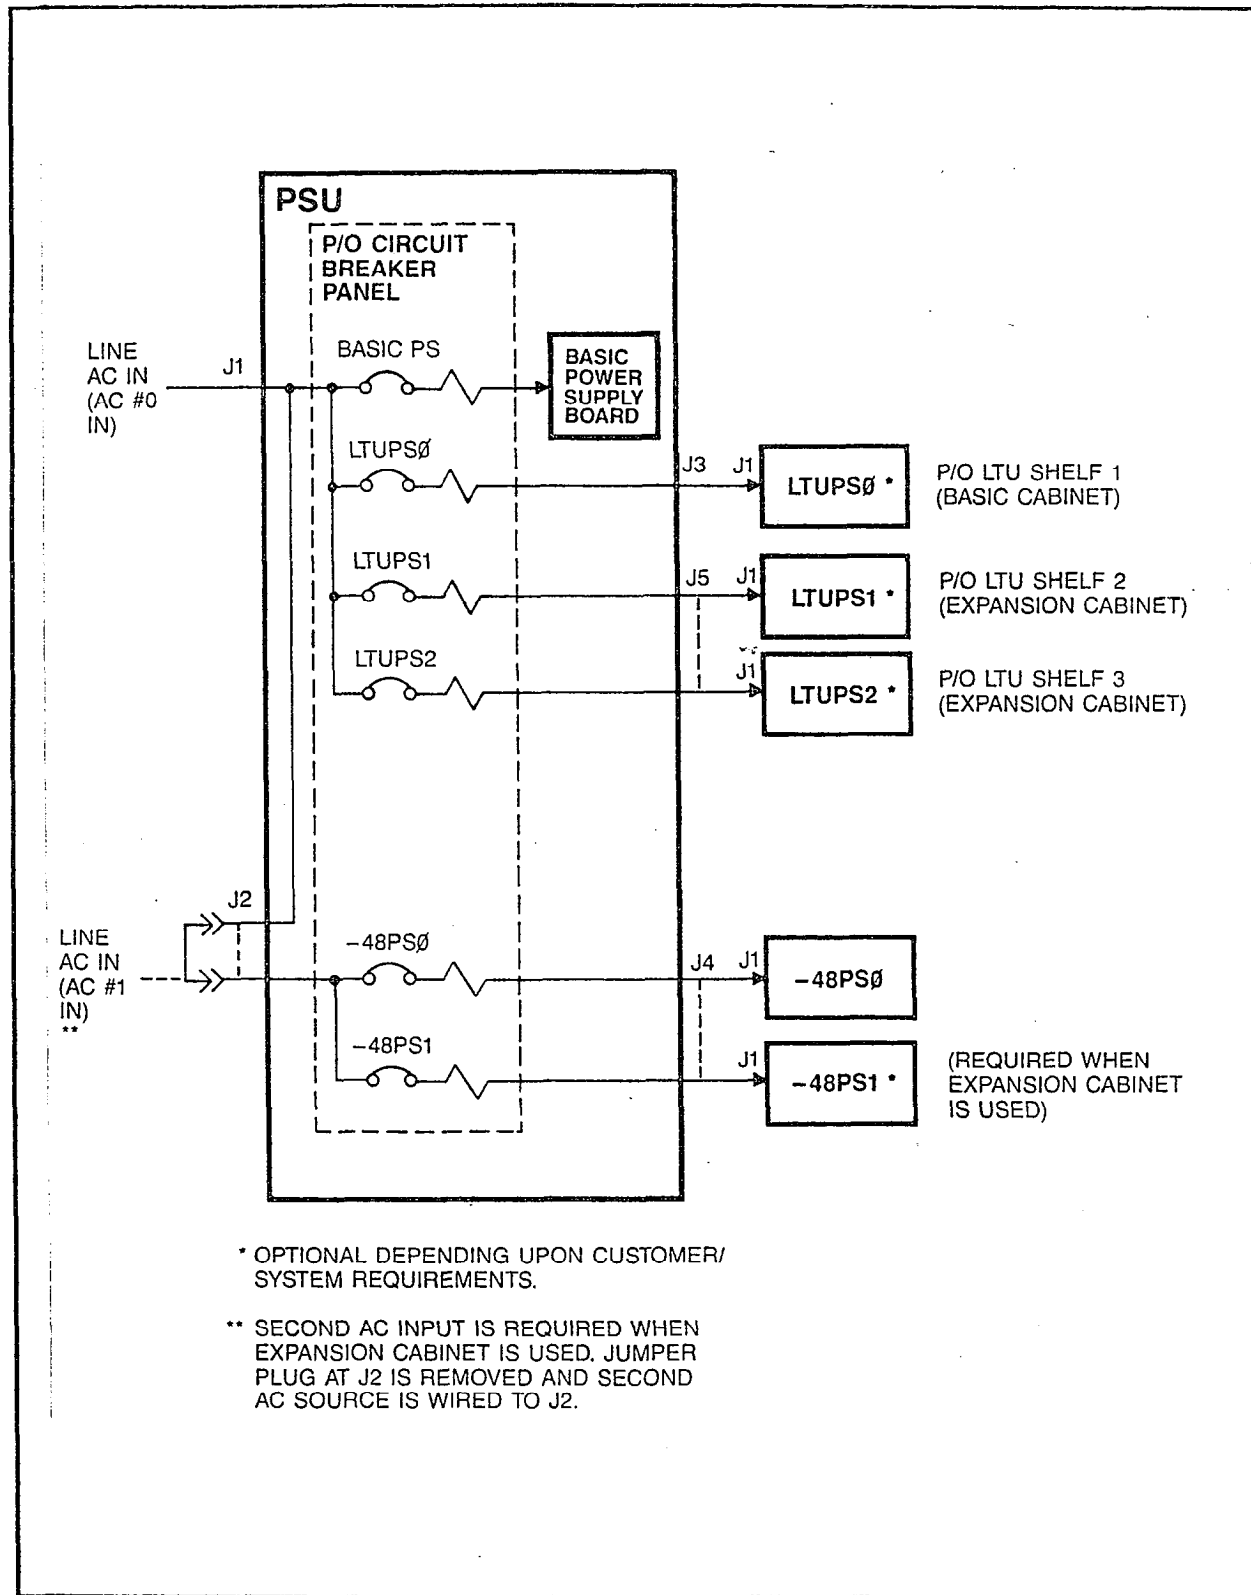 PSU
P/O CIRCUIT
BREAKER
PANEL
LINE
AC IN
(AC #0
IN)
J1
BASIC PS
BASIC
POWER
SUPPLY
BOARD
LTUPSØ
J3
J1
LTUPSØ *
P/O LTU SHELF 1
(BASIC CABINET)
LTUPS1
J5
J1
LTUPS1 *
P/O LTU SHELF 2
(EXPANSION CABINET)
LTUPS2
J1
LTUPS2 *
P/O LTU SHELF 3
(EXPANSION CABINET)
LINE
AC IN
(AC #1
IN)
**
J2
-48PSØ
J4
J1
-48PSØ
-48PS1
J1
-48PS1 *
(REQUIRED WHEN
EXPANSION CABINET
IS USED)
* OPTIONAL DEPENDING UPON CUSTOMER/
SYSTEM REQUIREMENTS.
** SECOND AC INPUT IS REQUIRED WHEN
EXPANSION CABINET IS USED. JUMPER
PLUG AT J2 IS REMOVED AND SECOND
AC SOURCE IS WIRED TO J2.